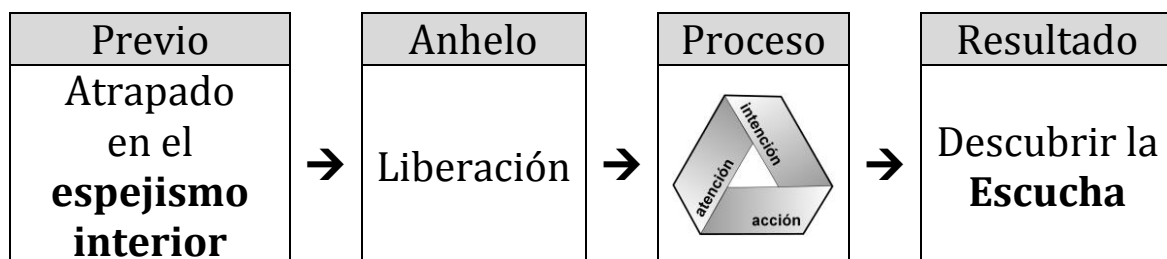 Previo
Atrapado
en el
espejismo
interior
Anhelo
Liberación
Proceso
intención
atención
acción
Resultado
Descubrir la
Escucha